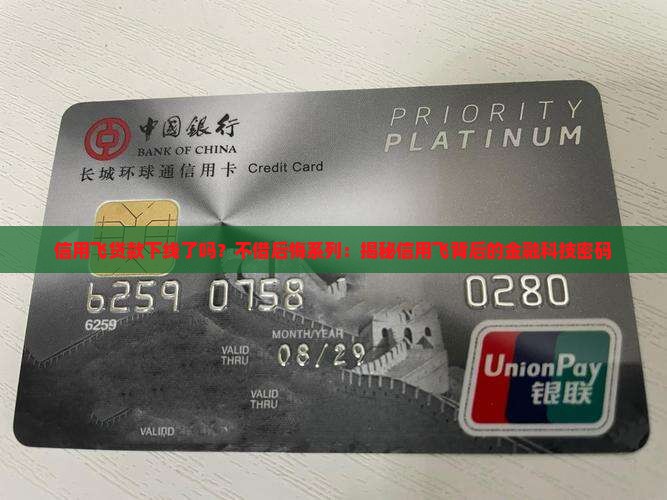 中国银行
BANK OF CHINA
长城环球通信用卡 Credit Card
PRIORITY
PLATINUM
信用飞贷款下线了吗？不借后悔系列：揭秘信用飞背后的金融科技密码
6259 0758 0280
6259
MONTH/YEAR
VALID
THRU
08/29
VALID
THRU
UnionPay
银联